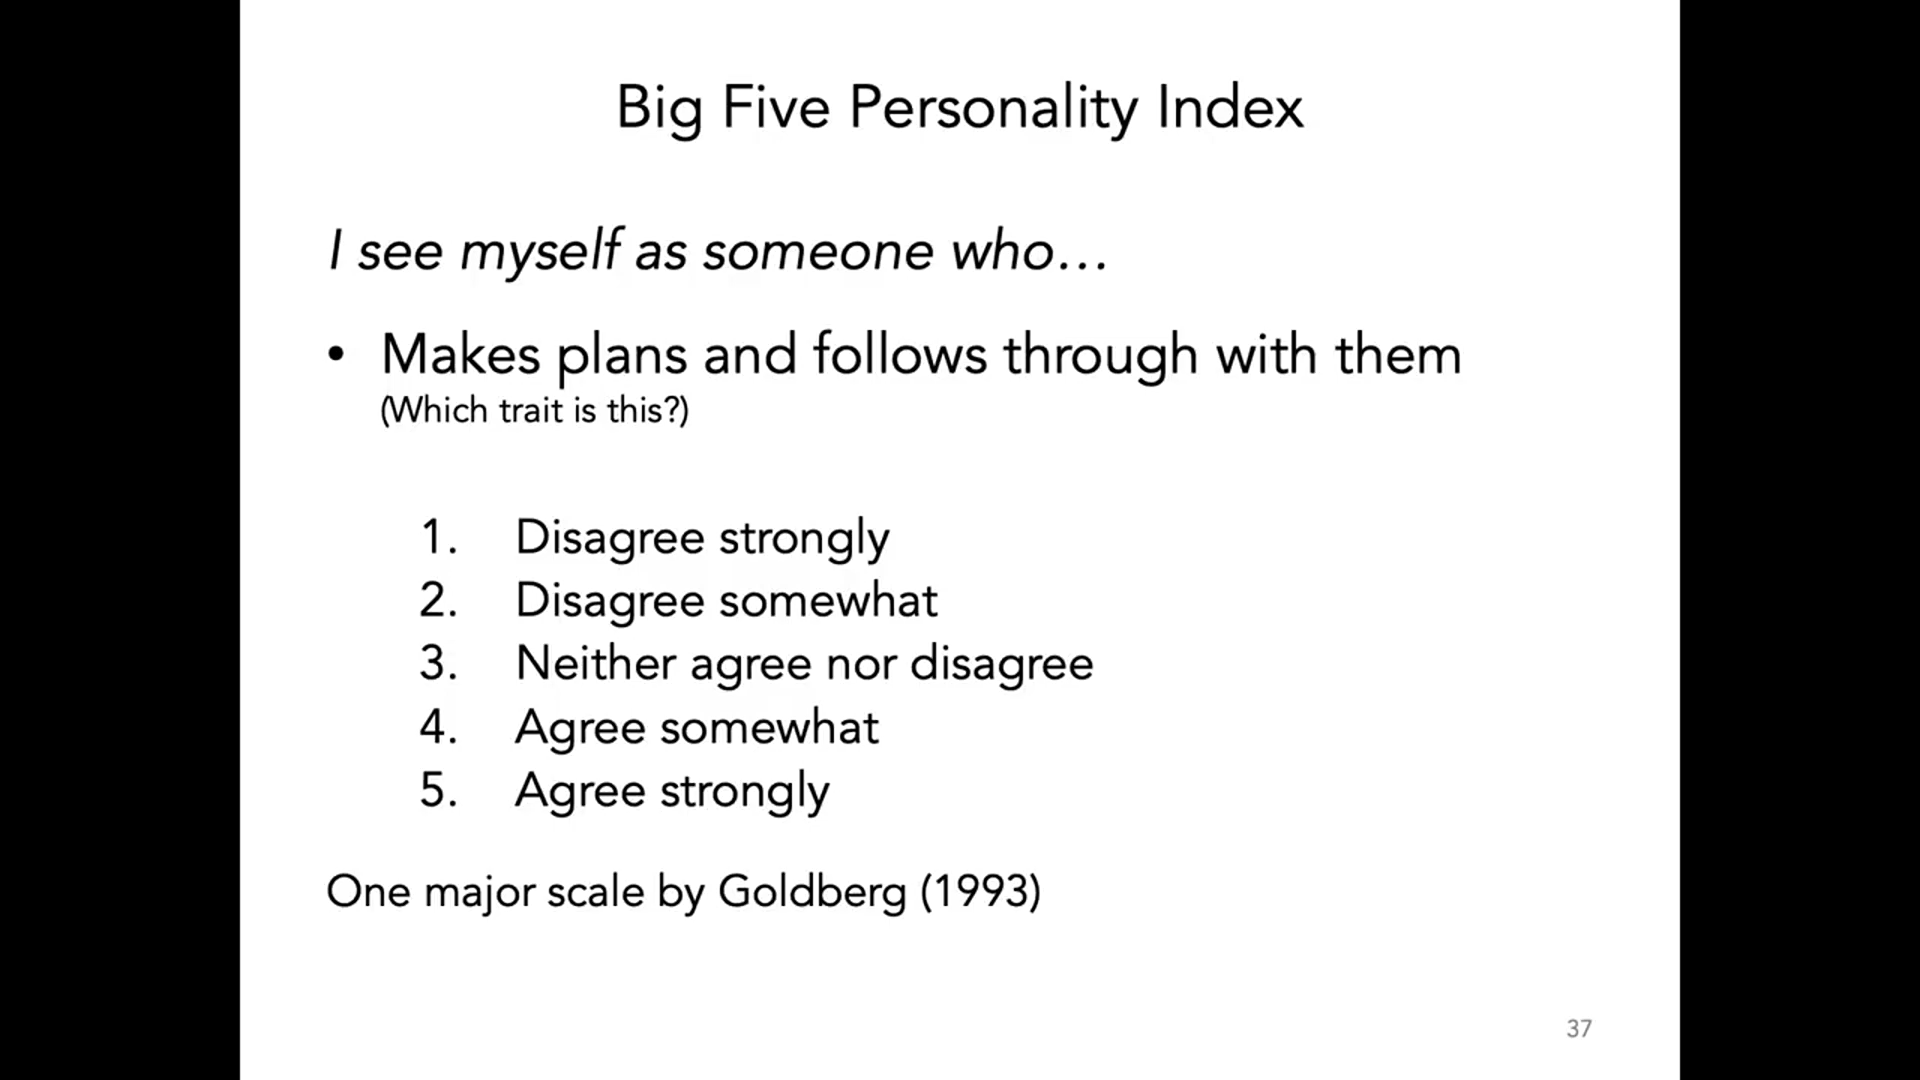 Big Five Personality Index
I see myself as someone who…
• Makes plans and follows through with them
(Which trait is this?)
1. Disagree strongly
2. Disagree somewhat
3. Neither agree nor disagree
4. Agree somewhat
5. Agree strongly
One major scale by Goldberg (1993)
37